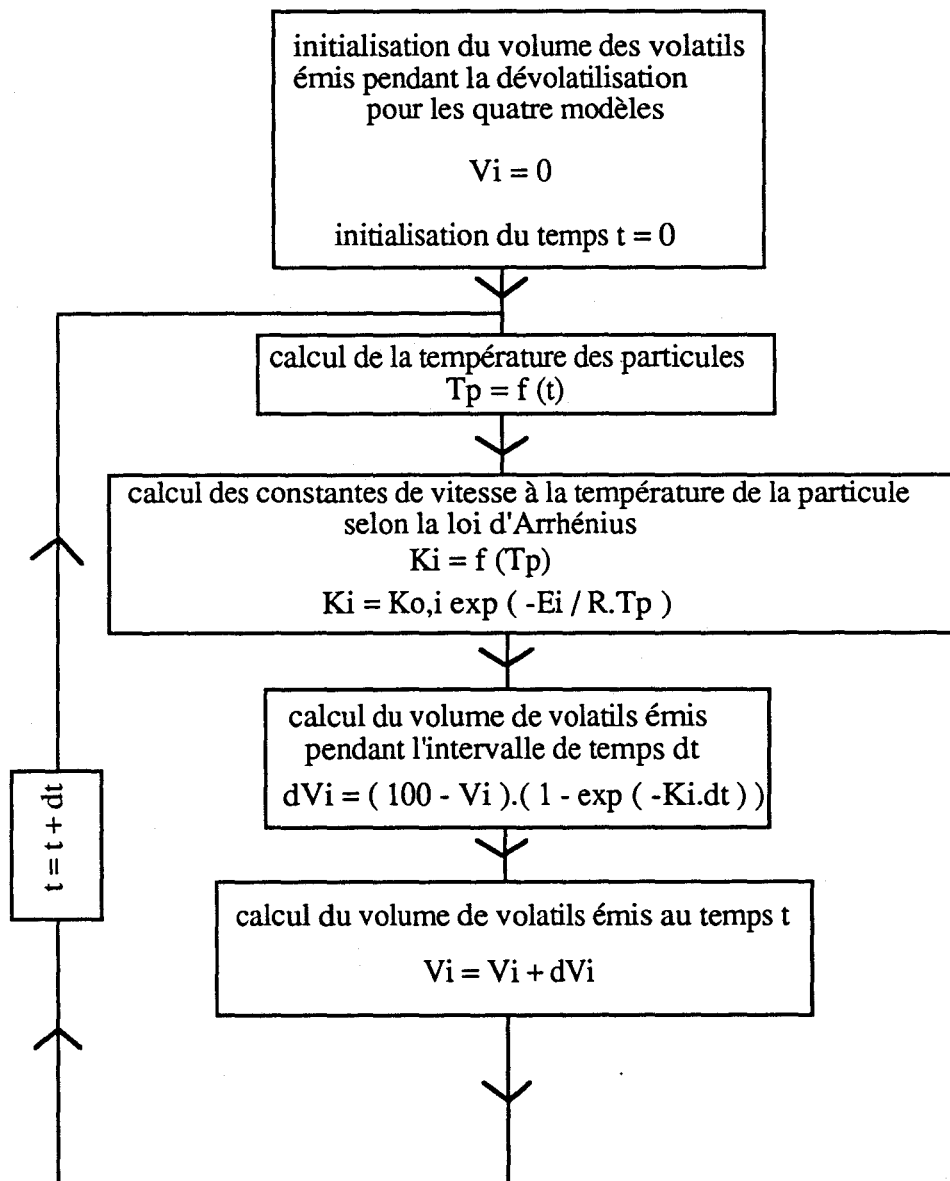 initialisation du volume des volatils
émis pendant la dévolatilisation
pour les quatre modèles
Vi = 0
initialisation du temps t = 0
calcul de la température des particules
Tp = f (t)
calcul des constantes de vitesse à la température de la particule
selon la loi d'Arrhénius
Ki = f (Tp)
Ki = Ko,i exp ( -Ei / R.Tp )
calcul du volume de volatils émis
pendant l'intervalle de temps dt
dVi = ( 100 - Vi ).( 1 - exp ( -Ki.dt ) )
t = t + dt
calcul du volume de volatils émis au temps t
Vi = Vi + dVi